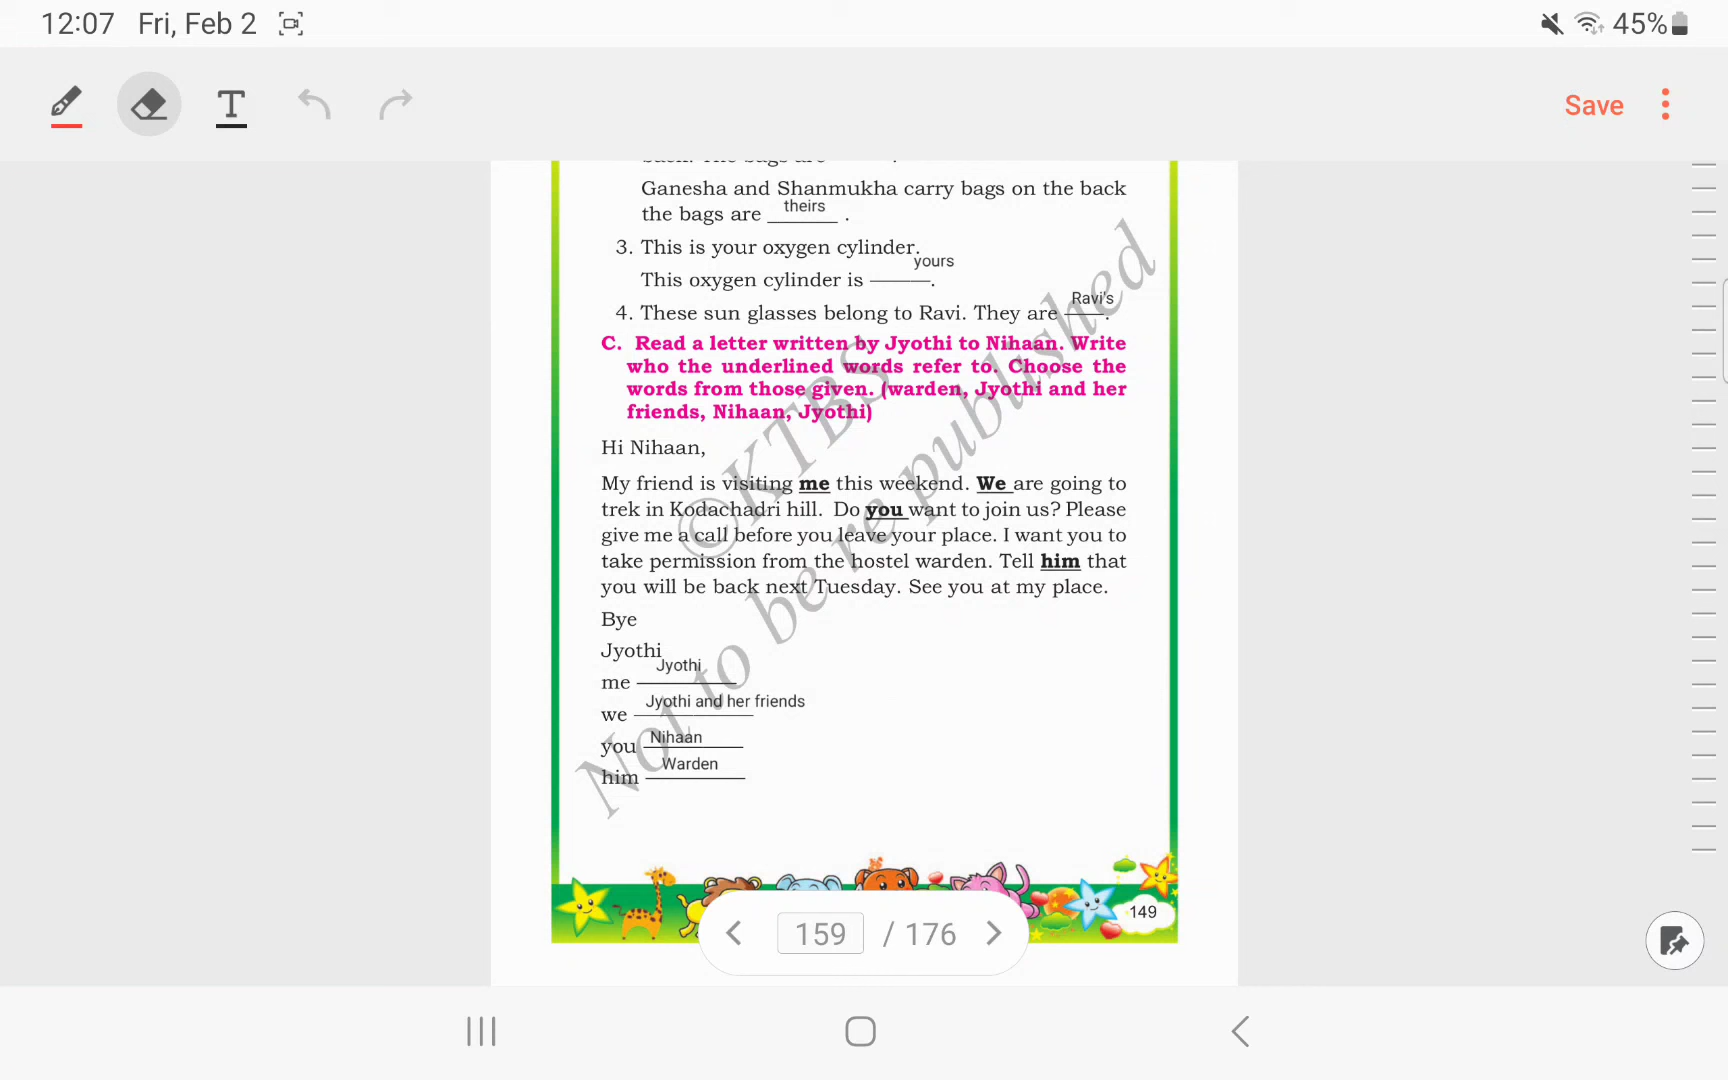 12:07 Fri, Feb 2
45%
T
Save
Ganesha and Shanmukha carry bags on the back
the bags are theirs .
3. This is your oxygen cylinder.
This oxygen cylinder is yours.
4. These sun glasses belong to Ravi. They are Ravi's.
C. Read a letter written by Jyothi to Nihaan. Write
who the underlined words refer to. Choose the
words from those given. (warden, Jyothi and her
friends, Nihaan, Jyothi)
Hi Nihaan,
My friend is visiting me this weekend. We are going to
trek in Kodachadri hill. Do you want to join us? Please
give me a call before you leave your place. I want you to
take permission from the hostel warden. Tell him that
you will be back next Tuesday. See you at my place.
Bye
Jyothi
me Jyothi
we Jyothi and her friends
you Nihaan
him Warden
©KTBS
Not to be republished
149
159 / 176